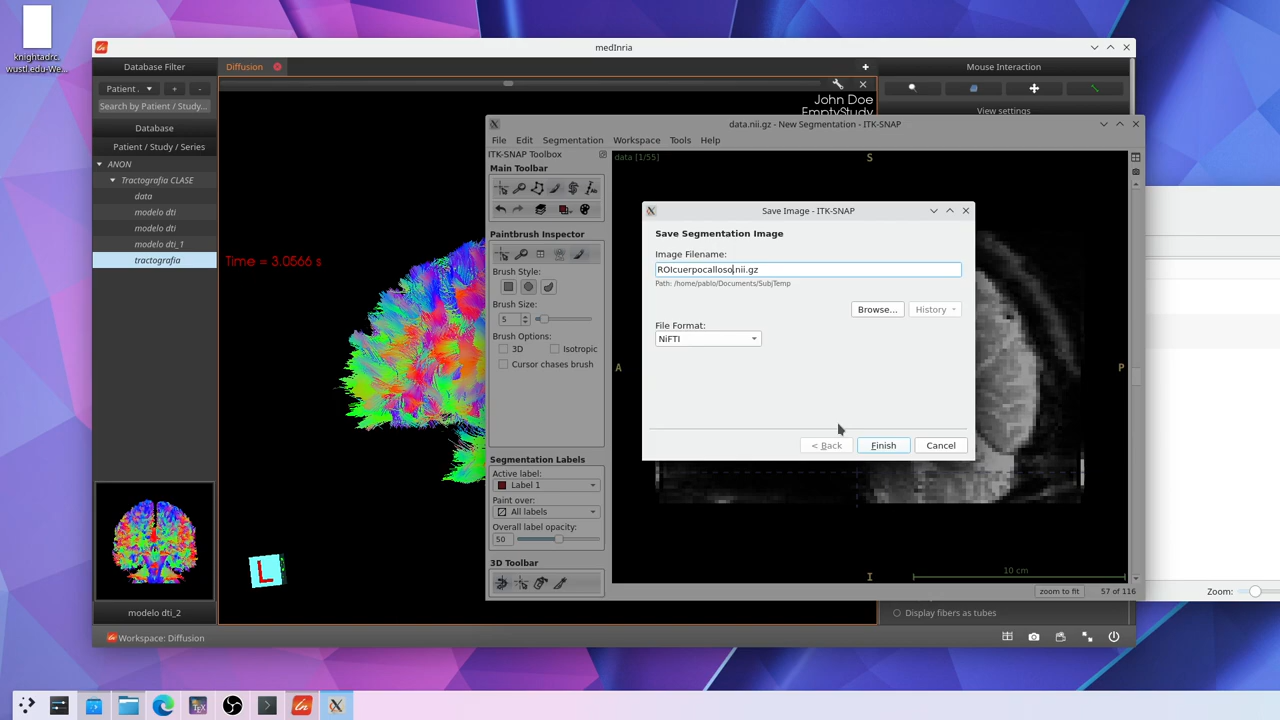 knightadrc.
wustl.edu-We...
medInria
Database Filter
Patient .
+
-
Search by Patient / Study...
Database
Patient / Study / Series
ANON
Tractografia CLASE
data
modelo dti
modelo dti
modelo dti_1
tractografia
modelo dti_2
Diffusion
+
John Doe
EmptyStudy
Time = 3.0566 s
L
Mouse Interaction
View settings
Display fibers as tubes
Workspace: Diffusion
data.nii.gz - New Segmentation - ITK-SNAP
File Edit Segmentation Workspace Tools Help
ITK-SNAP Toolbox
Main Toolbar
Paintbrush Inspector
Brush Style:
Brush Size:
5
Brush Options:
3D
Isotropic
Cursor chases brush
Segmentation Labels
Active label:
Label 1
Paint over:
All labels
Overall label opacity:
50
3D Toolbar
data [1/55]
S
A
P
I
10 cm
zoom to fit
57 of 116
Save Image - ITK-SNAP
Save Segmentation Image
Image Filename:
ROIcuerpocalloso.nii.gz
Path: /home/pablo/Documents/SubjTemp
Browse...
History
File Format:
NiFTI
< Back
Finish
Cancel
Zoom: